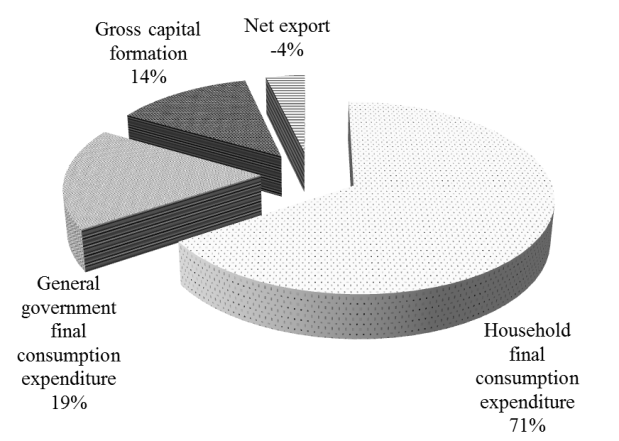 Gross capital
formation
14%
Net export
-4%
General
government
final
consumption
expenditure
19%
Household
final
consumption
expenditure
71%